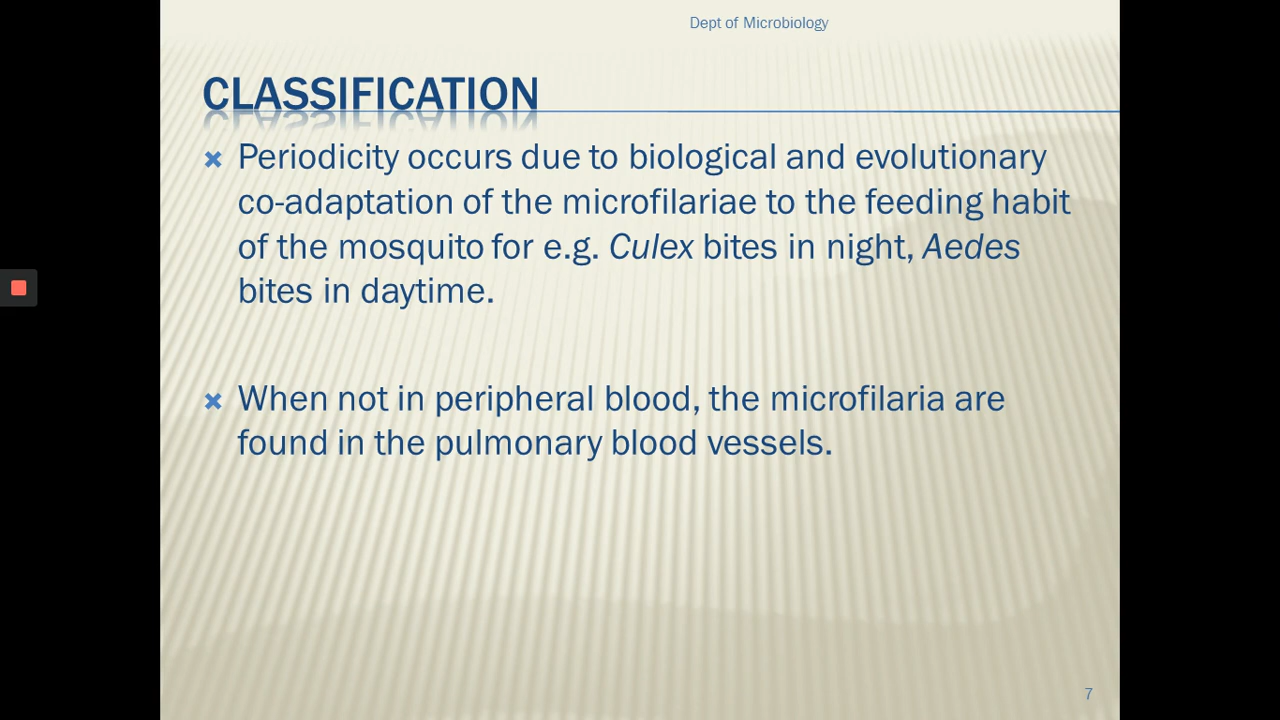 Dept of Microbiology
CLASSIFICATION
Periodicity occurs due to biological and evolutionary
co-adaptation of the microfilariae to the feeding habit
of the mosquito for e.g. Culex bites in night, Aedes
bites in daytime.
When not in peripheral blood, the microfilaria are
found in the pulmonary blood vessels.
7